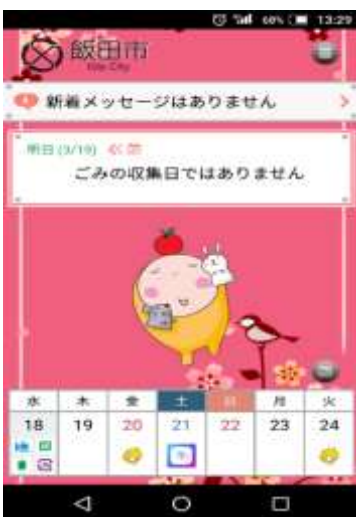 60% 13:29
飯田市
Iida City
新着メッセージはありません
明日(3/19)
ごみの収集日ではありません
水 木 金 土 日 月 火
18 19 20 21 22 23 24